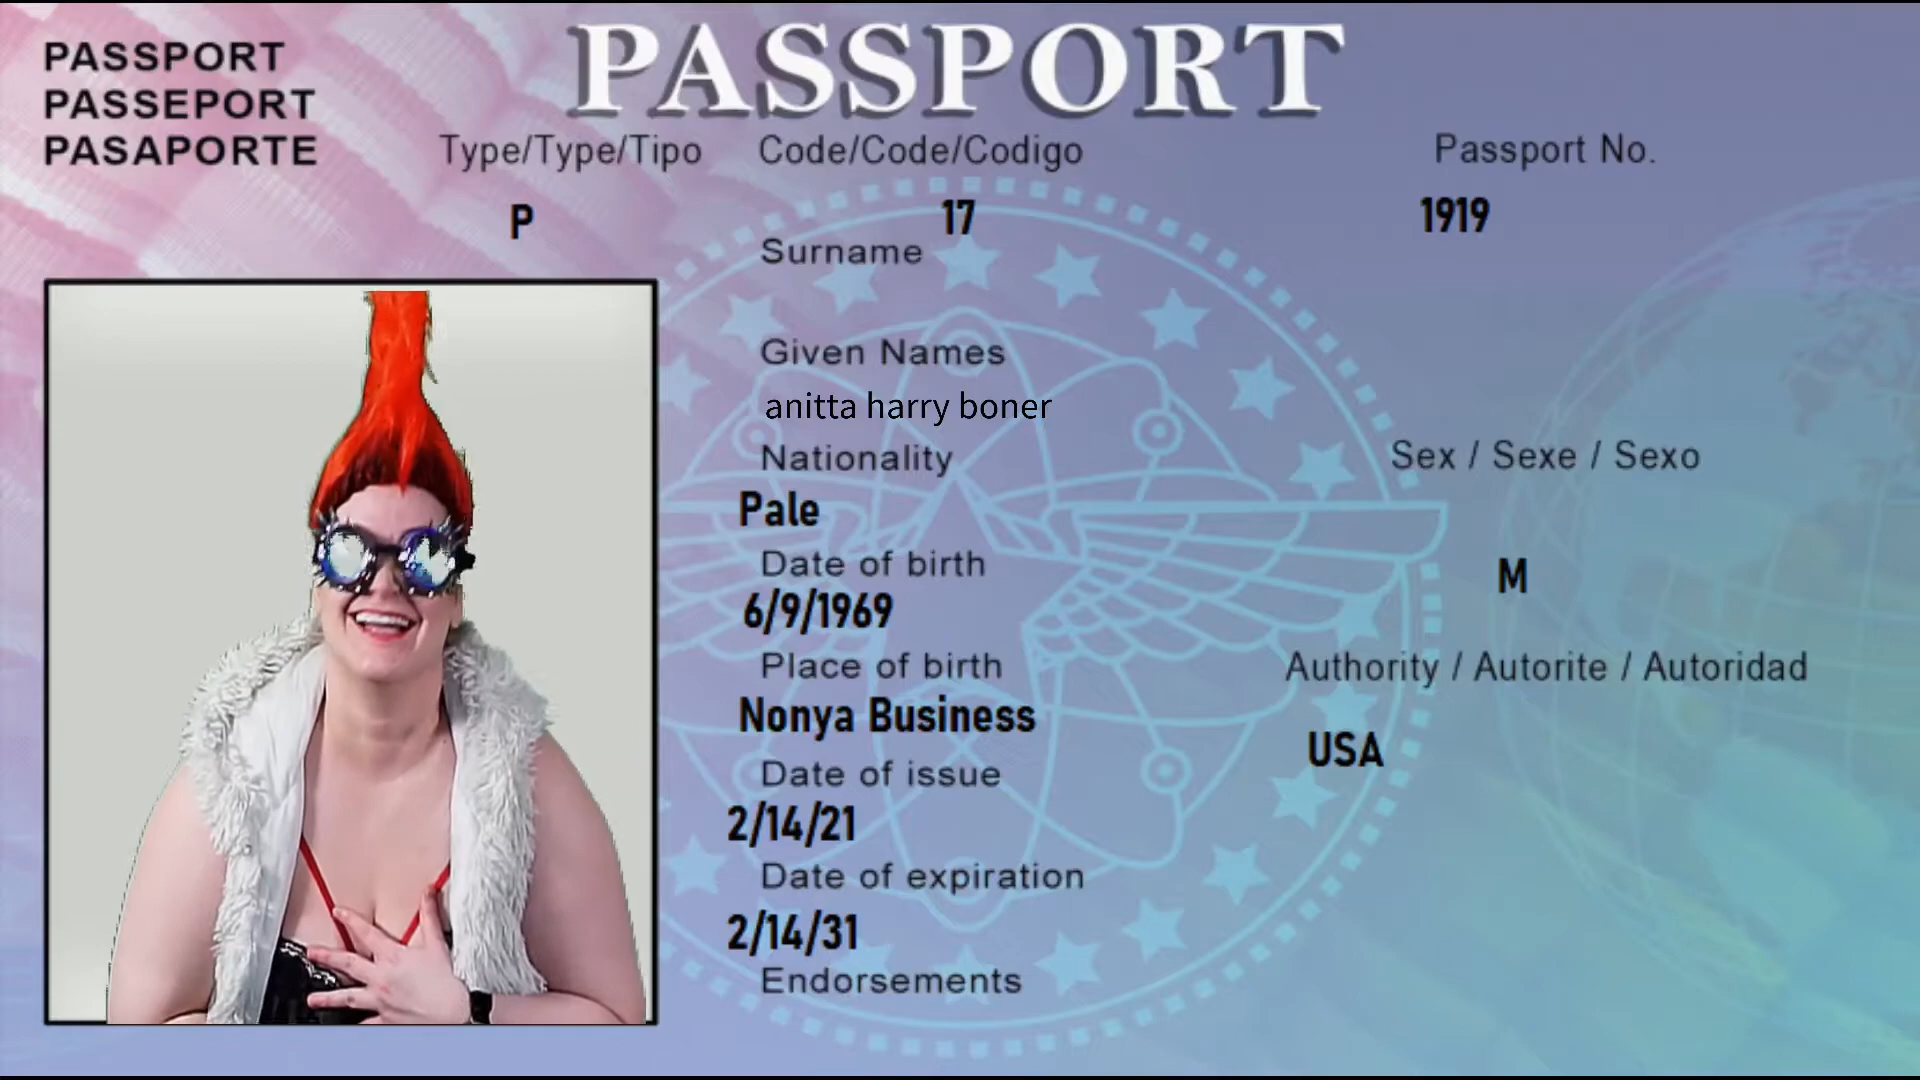 PASSPORT
PASSEPORT
PASAPORTE
PASSPORT
Type/Type/Tipo
P
Code/Code/Codigo
17
Passport No.
1919
Surname
Given Names
anitta harry boner
Nationality
Pale
Sex / Sexe / Sexo
M
Date of birth
6/9/1969
Place of birth
Nonya Business
Authority / Autorite / Autoridad
USA
Date of issue
2/14/21
Date of expiration
2/14/31
Endorsements